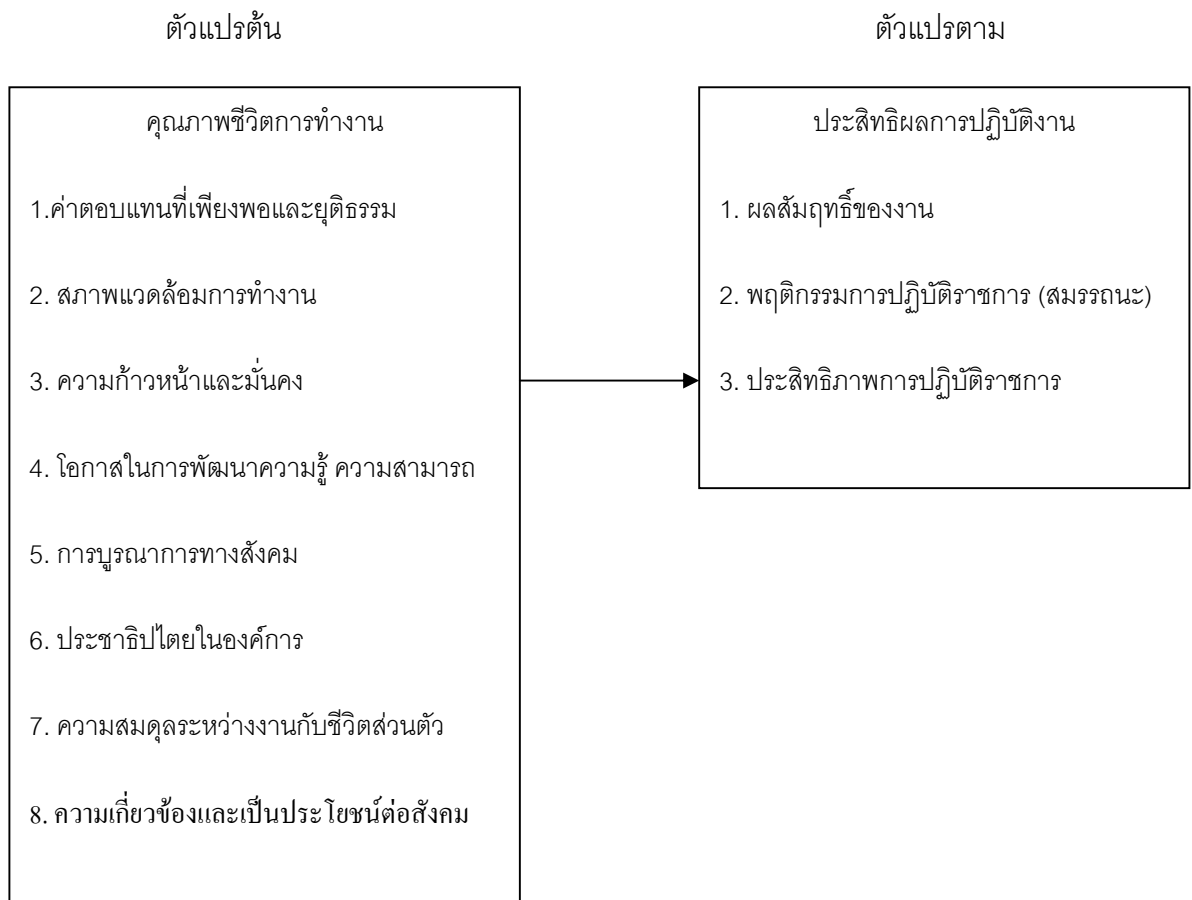 ตัวแปรต้น
ตัวแปรตาม
คุณภาพชีวิตการทำงาน
1.ค่าตอบแทนที่เพียงพอและยุติธรรม
2. สภาพแวดล้อมการทำงาน
3. ความก้าวหน้าและมั่นคง
4. โอกาสในการพัฒนาความรู้ ความสามารถ
5. การบูรณาการทางสังคม
6. ประชาธิปไตยในองค์การ
7. ความสมดุลระหว่างงานกับชีวิตส่วนตัว
8. ความเกี่ยวข้องและเป็นประโยชน์ต่อสังคม
ประสิทธิผลการปฏิบัติงาน
1. ผลสัมฤทธิ์ของงาน
2. พฤติกรรมการปฏิบัติราชการ (สมรรถนะ)
3. ประสิทธิภาพการปฏิบัติราชการ